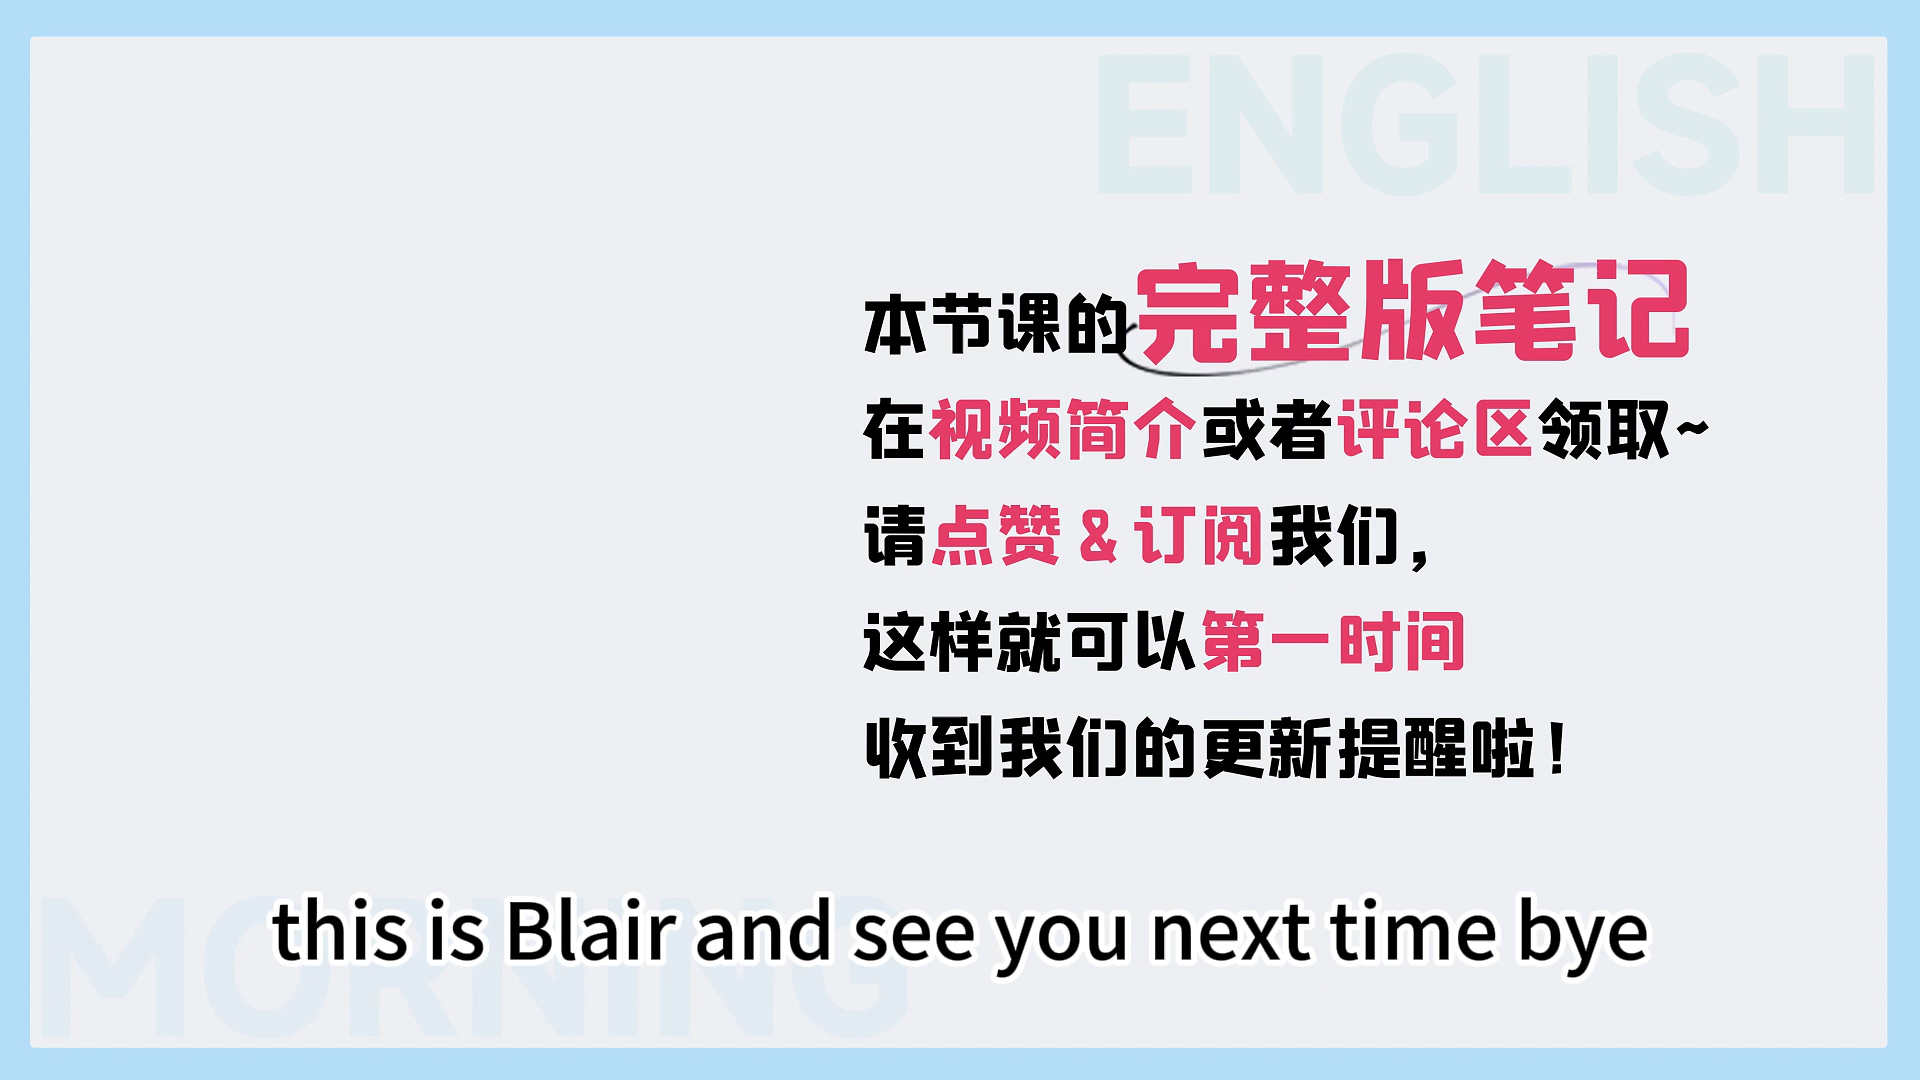 ENGLISH
本节课的完整版笔记
在视频简介或者评论区领取~
请点赞&订阅我们，
这样就可以第一时间
收到我们的更新提醒啦！
MORNING
this is Blair and see you next time bye